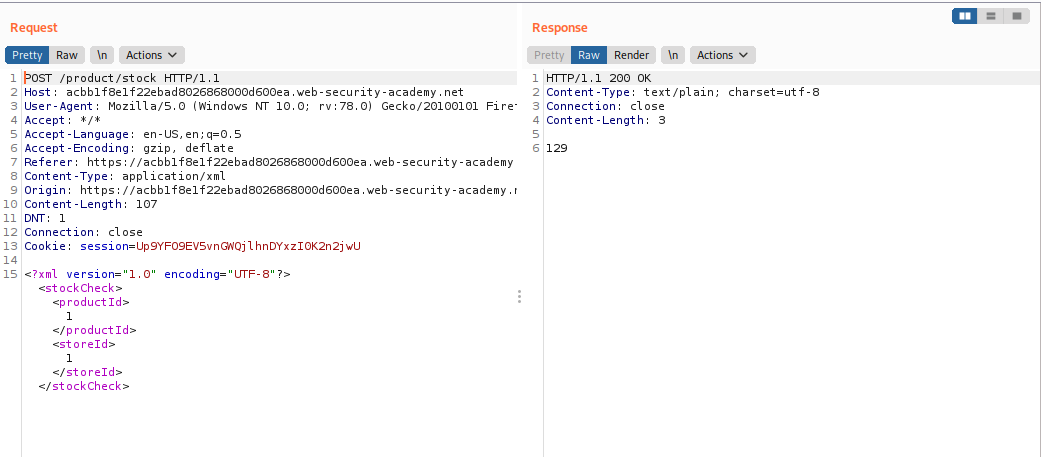 Request
Pretty Raw \n Actions
1 POST /product/stock HTTP/1.1
2 Host: acbb1f8e1f22ebad8026868000d600ea.web-security-academy.net
3 User-Agent: Mozilla/5.0 (Windows NT 10.0; rv:78.0) Gecko/20100101 Firef
4 Accept: */*
5 Accept-Language: en-US,en;q=0.5
6 Accept-Encoding: gzip, deflate
7 Referer: https://acbb1f8e1f22ebad8026868000d600ea.web-security-academy
8 Content-Type: application/xml
9 Origin: https://acbb1f8e1f22ebad8026868000d600ea.web-security-academy.n
10 Content-Length: 107
11 DNT: 1
12 Connection: close
13 Cookie: session=Up9YFO9EV5vnGWQjlhnDYxzI0K2n2jwU
14
15 <?xml version="1.0" encoding="UTF-8"?>
<stockCheck>
<productId>
1
</productId>
<storeId>
1
</storeId>
</stockCheck>
Response
Pretty Raw Render \n Actions
1 HTTP/1.1 200 OK
2 Content-Type: text/plain; charset=utf-8
3 Connection: close
4 Content-Length: 3
5
6 129